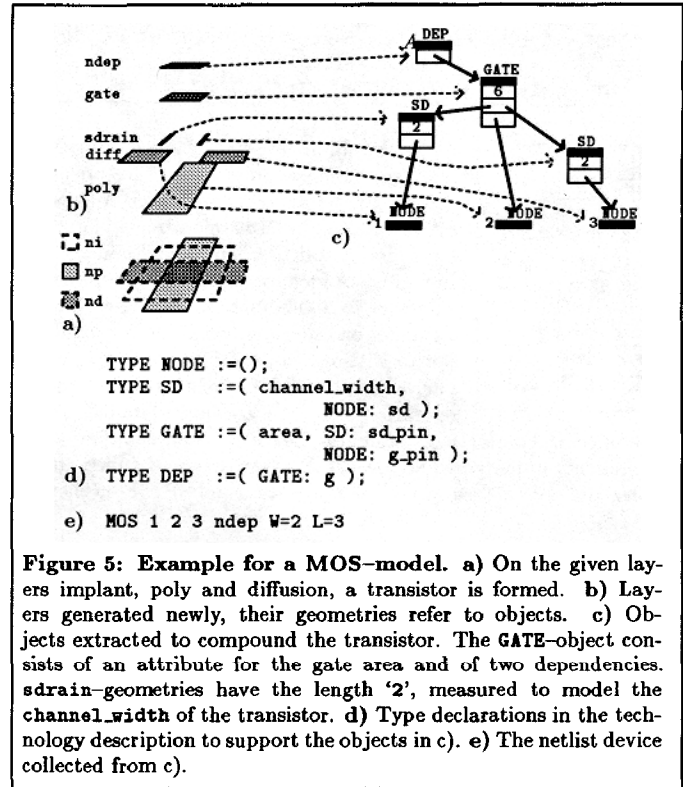 DEP
ndep
GATE
gate
6
SD
2
sdrain
SD
diff
2
poly
NODE
NODE
NODE
1
2
3
b)
c)
ni
np
nd
a)
TYPE NODE :=();
TYPE SD :=( channel_width,
NODE: sd );
TYPE GATE :=( area, SD: sd_pin,
NODE: g_pin );
d) TYPE DEP :=( GATE: g );
e) MOS 1 2 3 ndep W=2 L=3
Figure 5: Example for a MOS–model. a) On the given lay-
ers implant, poly and diffusion, a transistor is formed. b) Lay-
ers generated newly, their geometries refer to objects. c) Ob-
jects extracted to compound the transistor. The GATE–object con-
sists of an attribute for the gate area and of two dependencies.
sdrain–geometries have the length ‘2’, measured to model the
channel_width of the transistor. d) Type declarations in the tech-
nology description to support the objects in c). e) The netlist device
collected from c).